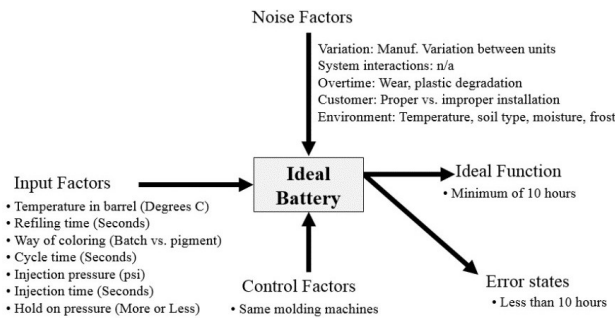 Noise Factors
Variation: Manuf. Variation between units
System interactions: n/a
Overtime: Wear, plastic degradation
Customer: Proper vs. improper installation
Environment: Temperature, soil type, moisture, frost
Ideal
Battery
Input Factors
• Temperature in barrel (Degrees C)
• Refiling time (Seconds)
• Way of coloring (Batch vs. pigment)
• Cycle time (Seconds)
• Injection pressure (psi)
• Injection time (Seconds)
• Hold on pressure (More or Less)
Control Factors
• Same molding machines
Ideal Function
• Minimum of 10 hours
Error states
• Less than 10 hours